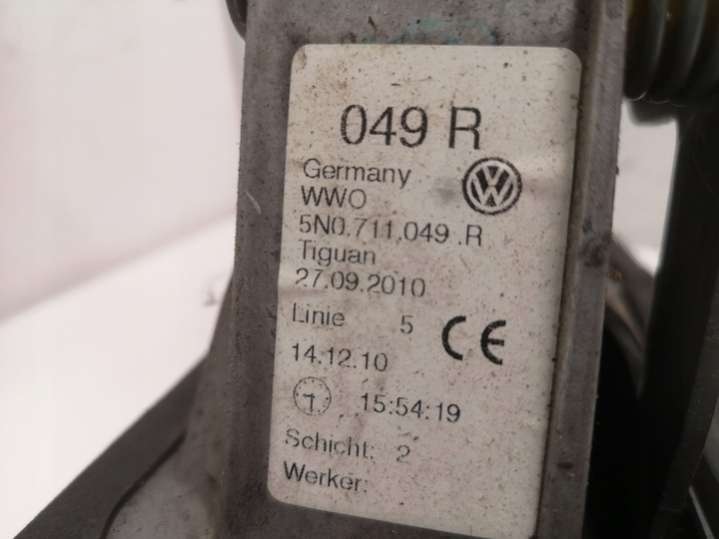 049 R
Germany
WWO
5N0.711.049 .R
Tiguan
27.09.2010
Linie 5
CE
14.12.10
1 15:54:19
Schicht: 2
Werker: